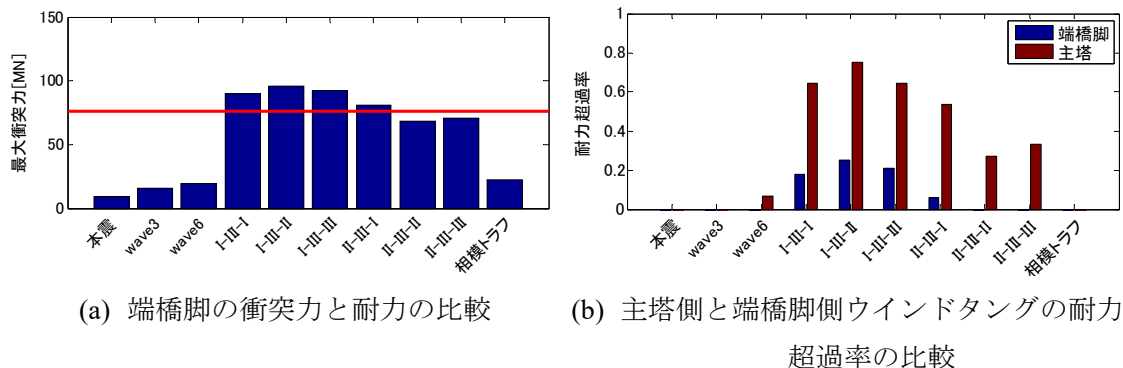 150
100
50
0
最大衝突力[MN]
本震
wave3
wave6
I-III-I
I-III-II
I-III-III
II-III-I
II-III-II
II-III-III
相模トラフ
(a) 端橋脚の衝突力と耐力の比較
1
0.8
0.6
0.4
0.2
0
耐力超過率
端橋脚
主塔
本震
wave3
wave6
I-III-I
I-III-II
I-III-III
II-III-I
II-III-II
II-III-III
相模トラフ
(b) 主塔側と端橋脚側ウインドタングの耐力
超過率の比較